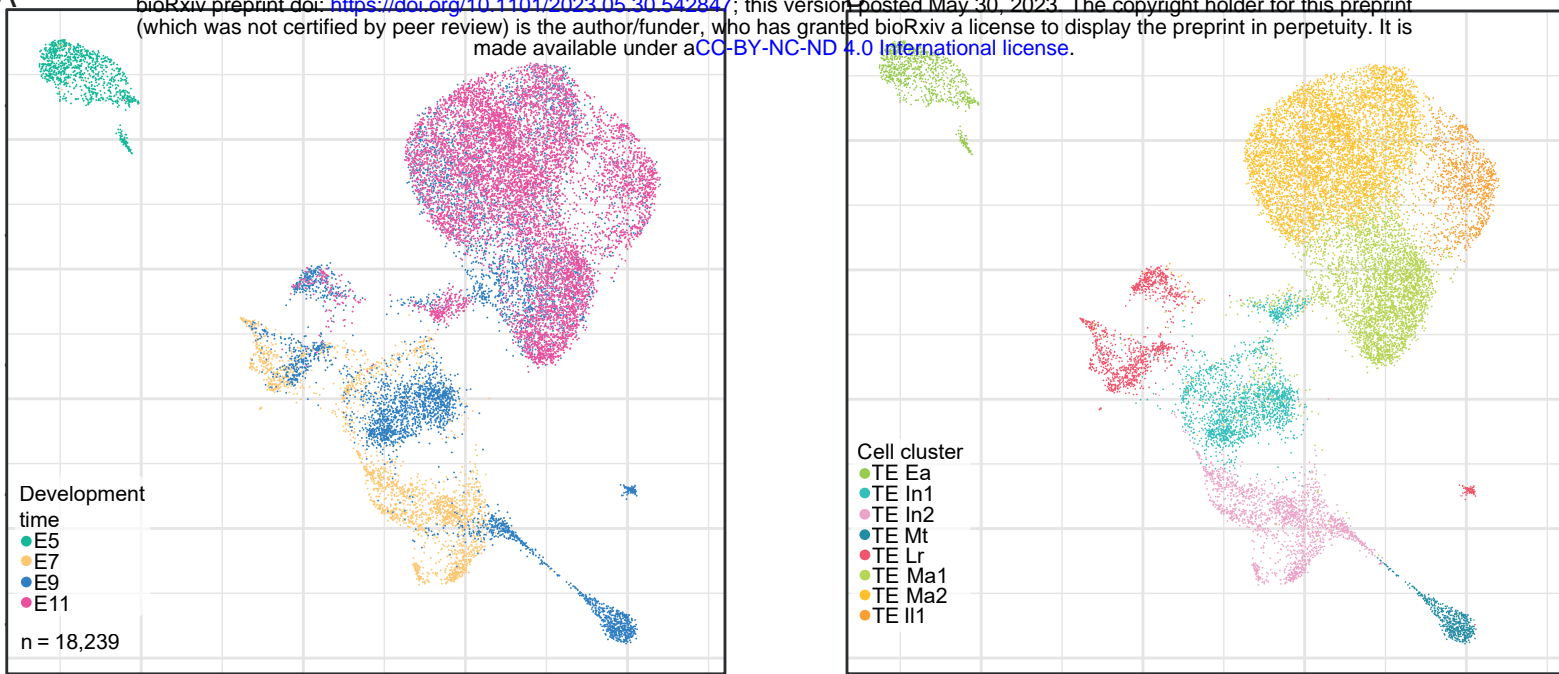 bioRxiv preprint doi: https://doi.org/10.1101/2023.05.30.542847; this version posted May 30, 2023. The copyright holder for this preprint
(which was not certified by peer review) is the author/funder, who has granted bioRxiv a license to display the preprint in perpetuity. It is
made available under aCC-BY-NC-ND 4.0 International license.
Development
time
E5
E7
E9
E11
n = 18,239
Cell cluster
TE Ea
TE In1
TE In2
TE Mt
TE Lr
TE Ma1
TE Ma2
TE Il1